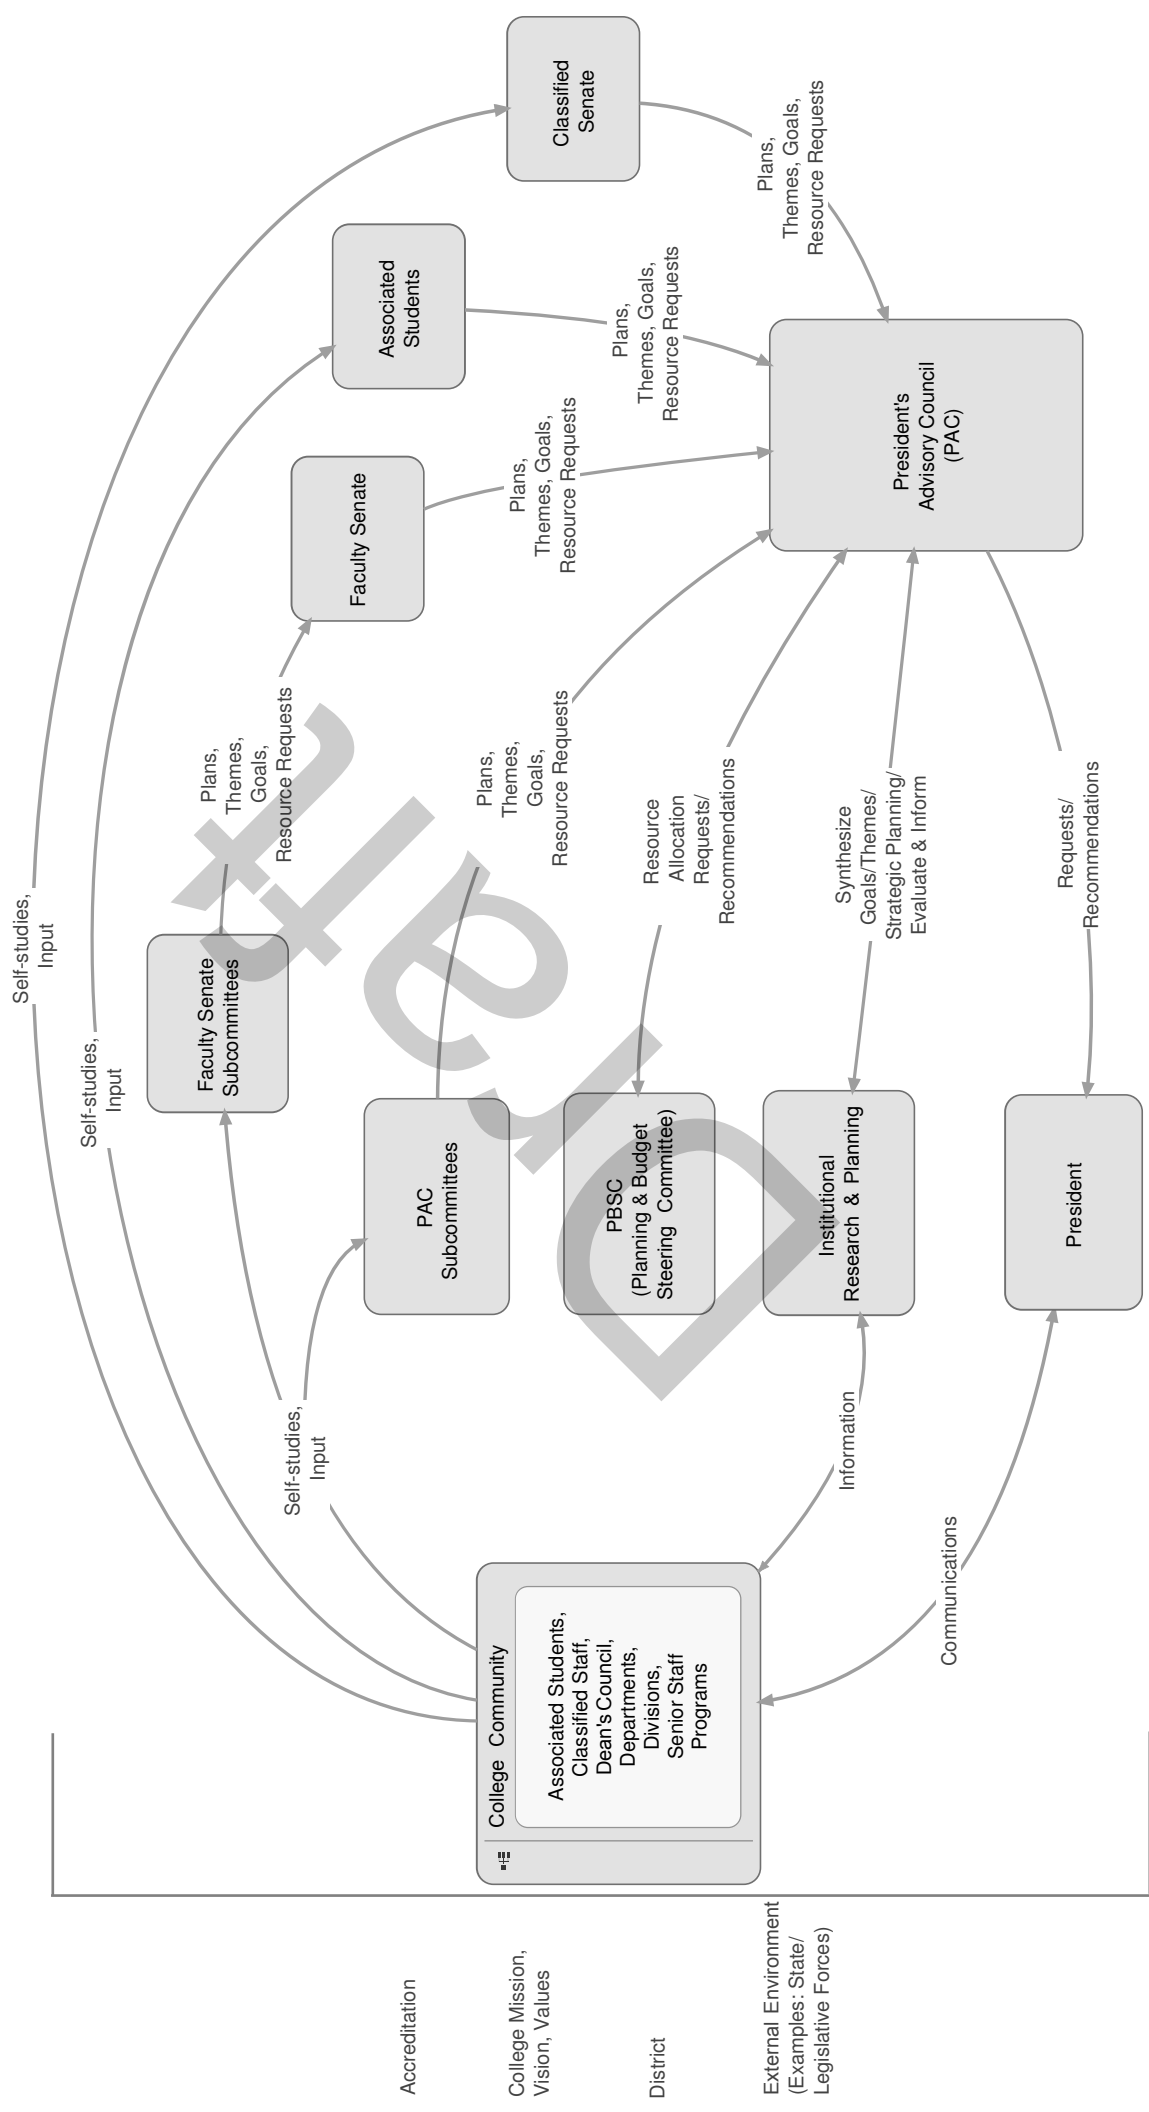 Accreditation
College Mission,
Vision, Values
District
External Environment
(Examples: State/
Legislative Forces)
College Community
Associated Students,
Classified Staff,
Dean's Council,
Departments,
Divisions,
Senior Staff
Programs
Self-studies,
Input
Self-studies,
Input
Self-studies,
Input
Information
Communications
Faculty Senate
Subcommittees
PAC
Subcommittees
PBSC
(Planning & Budget
Steering Committee)
Institutional
Research & Planning
President
Plans,
Themes,
Goals,
Resource Requests
Plans,
Themes,
Goals,
Resource Requests
Resource
Allocation
Requests/
Recommendations
Synthesize
Goals/Themes/
Strategic Planning/
Evaluate & Inform
Requests/
Recommendations
Faculty Senate
Associated
Students
Classified
Senate
Plans,
Themes, Goals,
Resource Requests
Plans,
Themes, Goals,
Resource Requests
Plans,
Themes, Goals,
Resource Requests
President's
Advisory Council
(PAC)
Draft